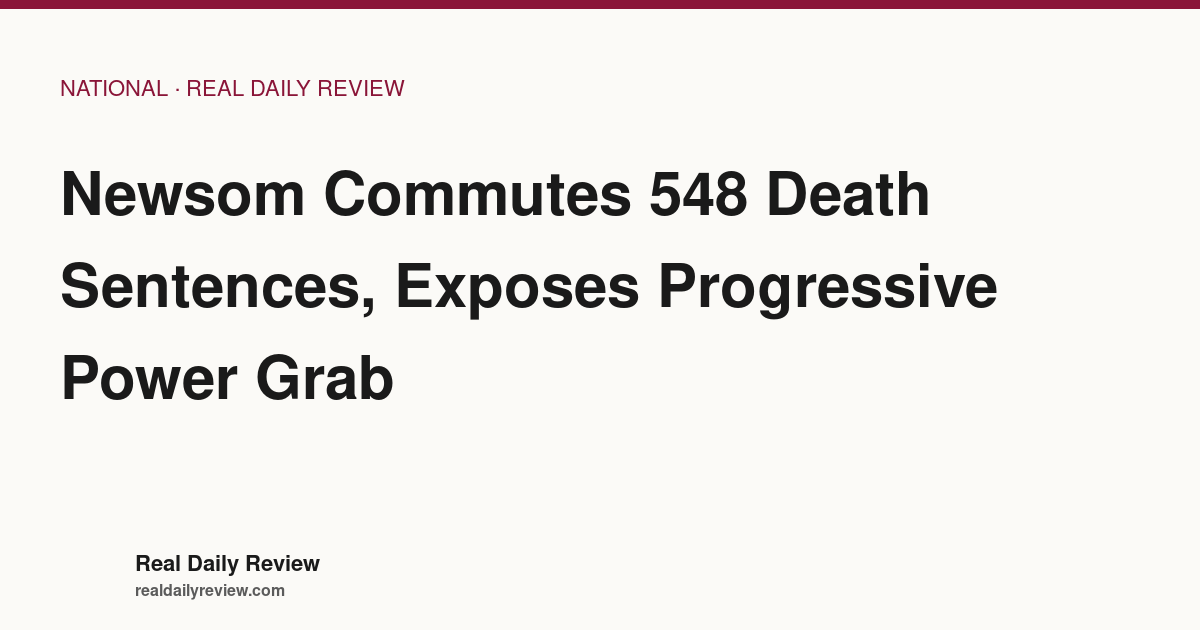 NATIONAL · REAL DAILY REVIEW
Newsom Commutes 548 Death
Sentences, Exposes Progressive
Power Grab
Real Daily Review
realdailyreview.com